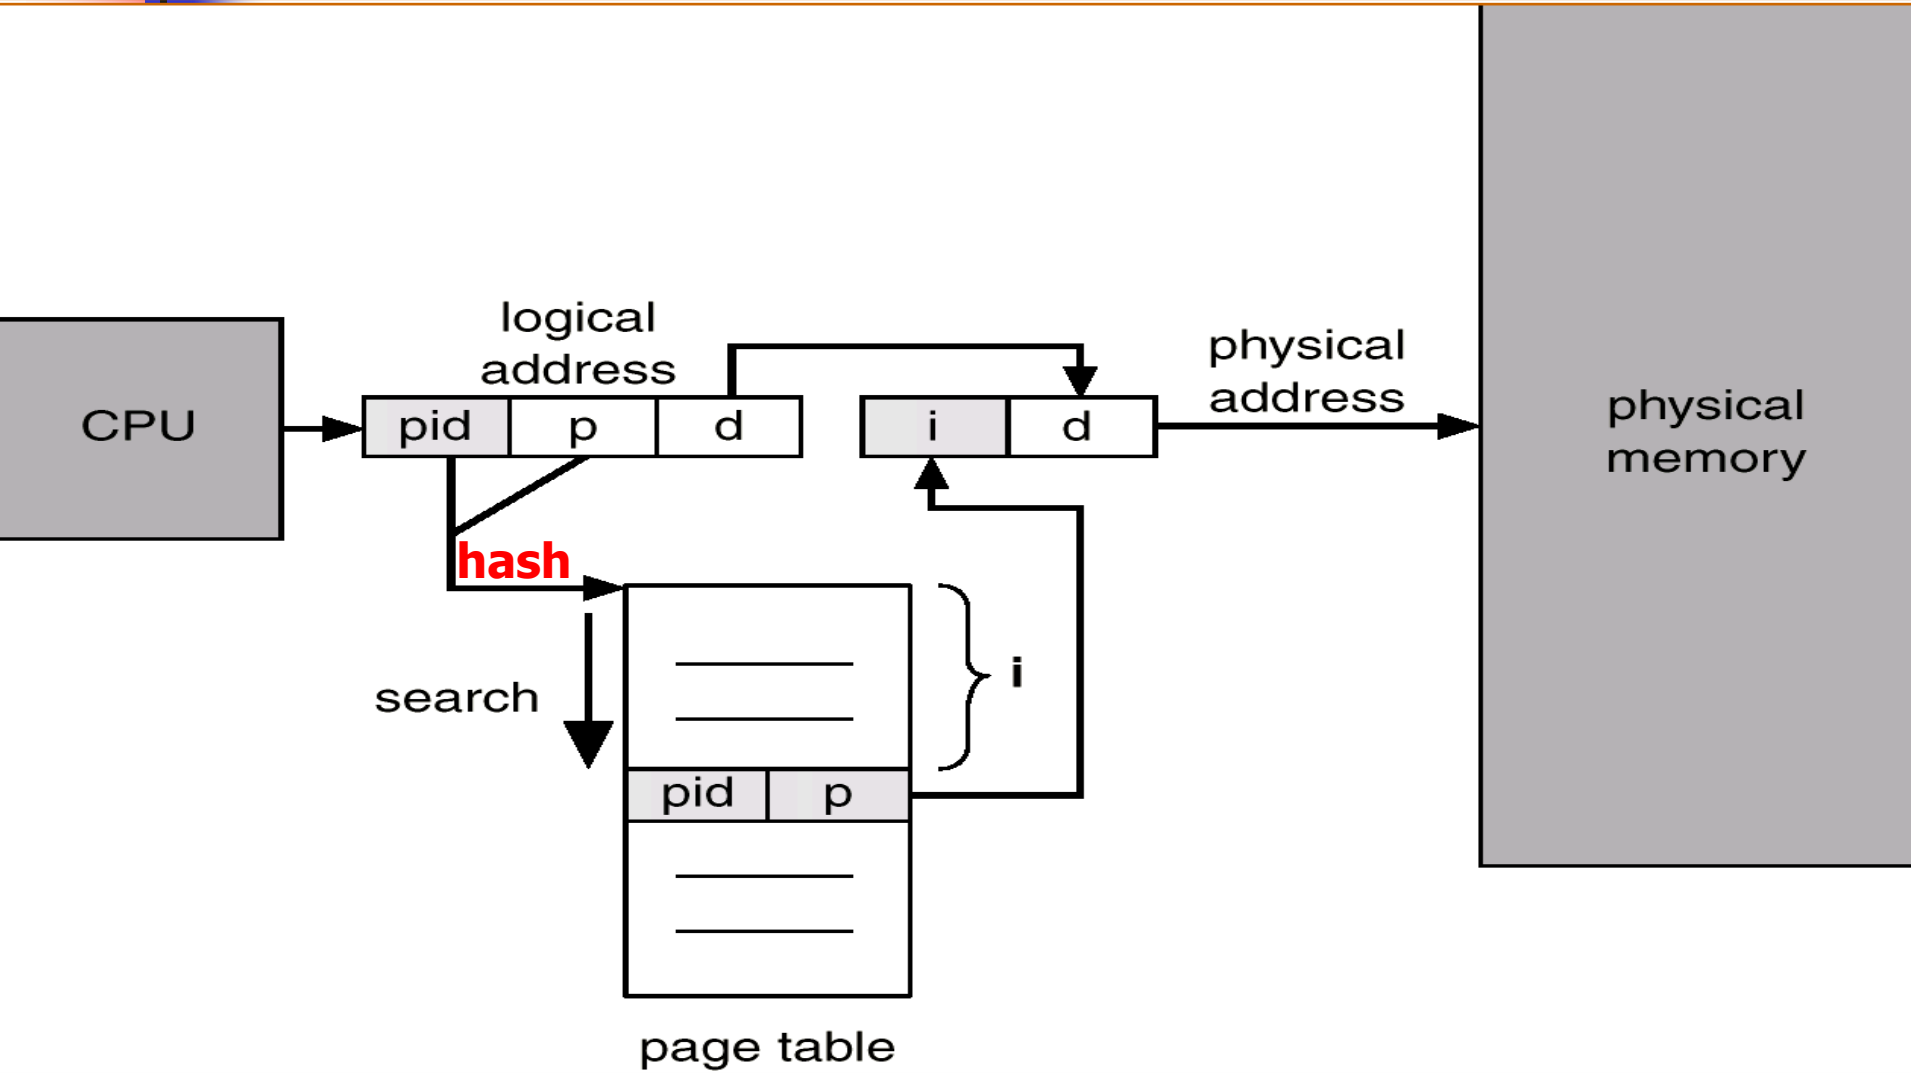 logical
address
physical
address
CPU
pid
p
d
i
d
physical
memory
hash
search
i
pid
p
page table